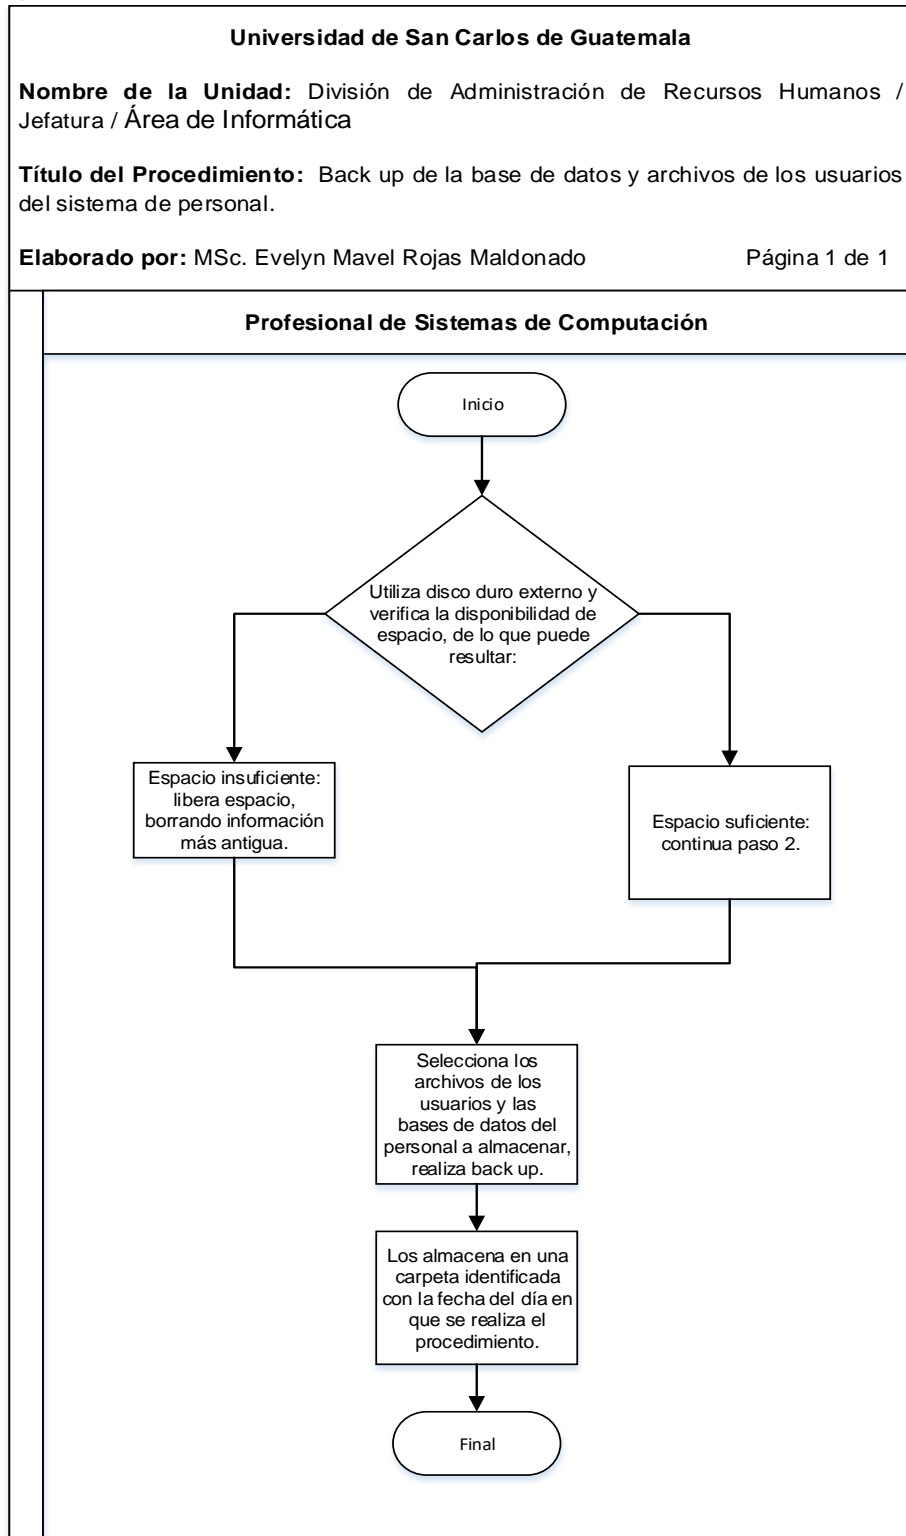 Universidad de San Carlos de Guatemala
Nombre de la Unidad: División de Administración de Recursos Humanos /
Jefatura / Área de Informática
Título del Procedimiento: Back up de la base de datos y archivos de los usuarios
del sistema de personal.
Elaborado por: MSc. Evelyn Mavel Rojas Maldonado Página 1 de 1
Profesional de Sistemas de Computación
Inicio
Utiliza disco duro externo y
verifica la disponibilidad de
espacio, de lo que puede
resultar:
Espacio insuficiente:
libera espacio,
borrando información
más antigua.
Espacio suficiente:
continua paso 2.
Selecciona los
archivos de los
usuarios y las
bases de datos del
personal a almacenar,
realiza back up.
Los almacena en una
carpeta identificada
con la fecha del día en
que se realiza el
procedimiento.
Final